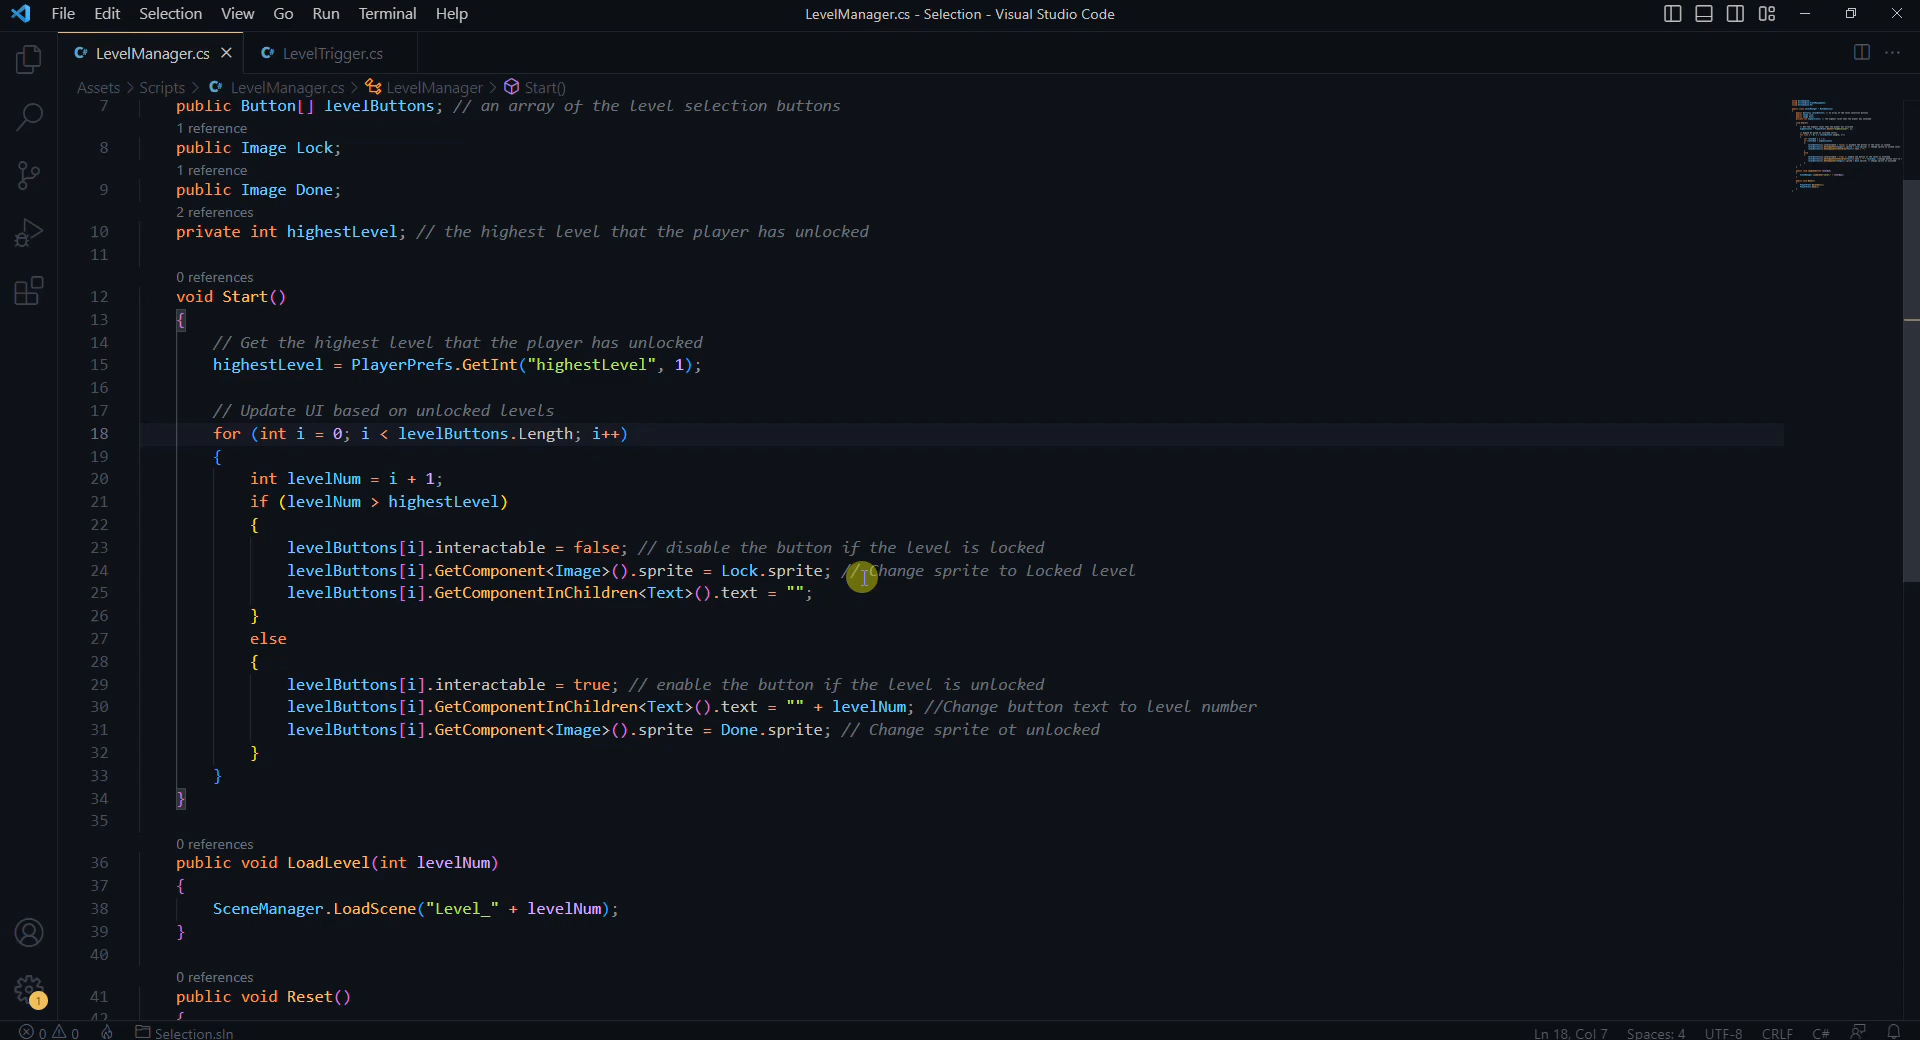 File Edit Selection View Go Run Terminal Help LevelManager.cs - Selection - Visual Studio Code
LevelManager.cs LevelTrigger.cs
Assets > Scripts > LevelManager.cs > LevelManager > Start()
7 public Button[] levelButtons; // an array of the level selection buttons
1 reference
8 public Image Lock;
1 reference
9 public Image Done;
2 references
10 private int highestLevel; // the highest level that the player has unlocked
11
0 references
12 void Start()
13 {
14 // Get the highest level that the player has unlocked
15 highestLevel = PlayerPrefs.GetInt("highestLevel", 1);
16
17 // Update UI based on unlocked levels
18 for (int i = 0; i < levelButtons.Length; i++)
19 {
20 int levelNum = i + 1;
21 if (levelNum > highestLevel)
22 {
23 levelButtons[i].interactable = false; // disable the button if the level is locked
24 levelButtons[i].GetComponent<Image>().sprite = Lock.sprite; // Change sprite to Locked level
25 levelButtons[i].GetComponentInChildren<Text>().text = "";
26 }
27 else
28 {
29 levelButtons[i].interactable = true; // enable the button if the level is unlocked
30 levelButtons[i].GetComponentInChildren<Text>().text = "" + levelNum; //Change button text to level number
31 levelButtons[i].GetComponent<Image>().sprite = Done.sprite; // Change sprite ot unlocked
32 }
33 }
34 }
35
0 references
36 public void LoadLevel(int levelNum)
37 {
38 SceneManager.LoadScene("Level_" + levelNum);
39 }
40
0 references
41 public void Reset()
42 {
1
0 0 Selection.sln Ln 18, Col 7 Spaces: 4 UTF-8 CRLF C#